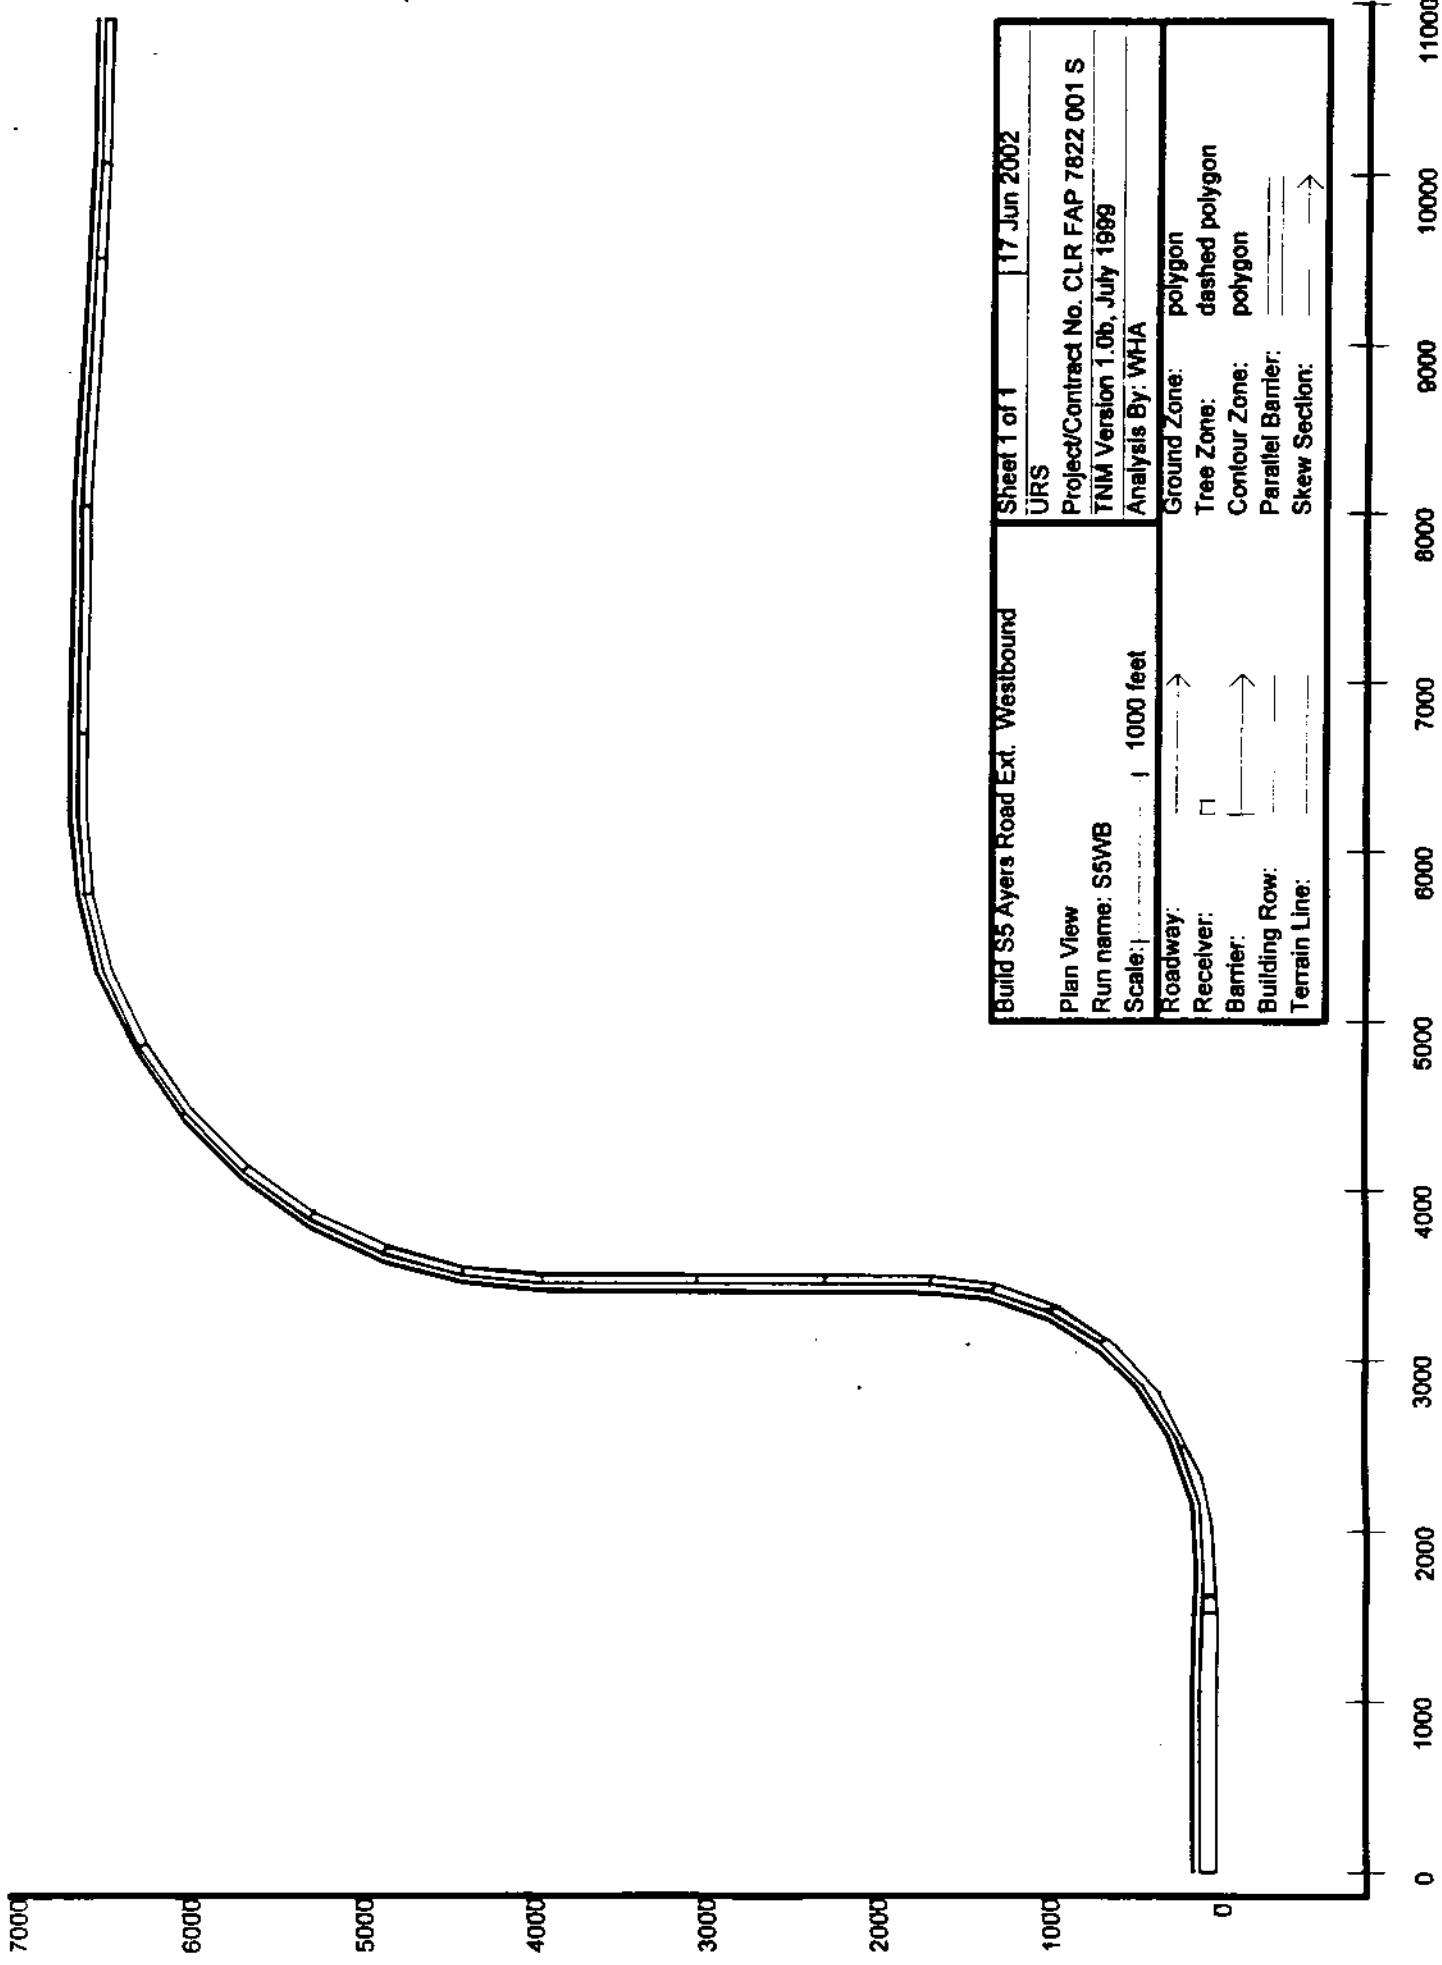 7000
6000
5000
4000
3000
2000
1000
0
Build S5 Ayers Road Ext. Westbound
Plan View
Run name: S5WB
Scale: 1000 feet
Sheet 1 of 1 17 Jun 2002
URS
Project/Contract No. CLR FAP 7822 001 S
TNM Version 1.0b, July 1999
Analysis By: WHA
Roadway:
Receiver:
Barrier:
Building Row:
Terrain Line:
Ground Zone: polygon
Tree Zone: dashed polygon
Contour Zone: polygon
Parallel Barrier:
Skew Section:
0 1000 2000 3000 4000 5000 6000 7000 8000 9000 10000 11000